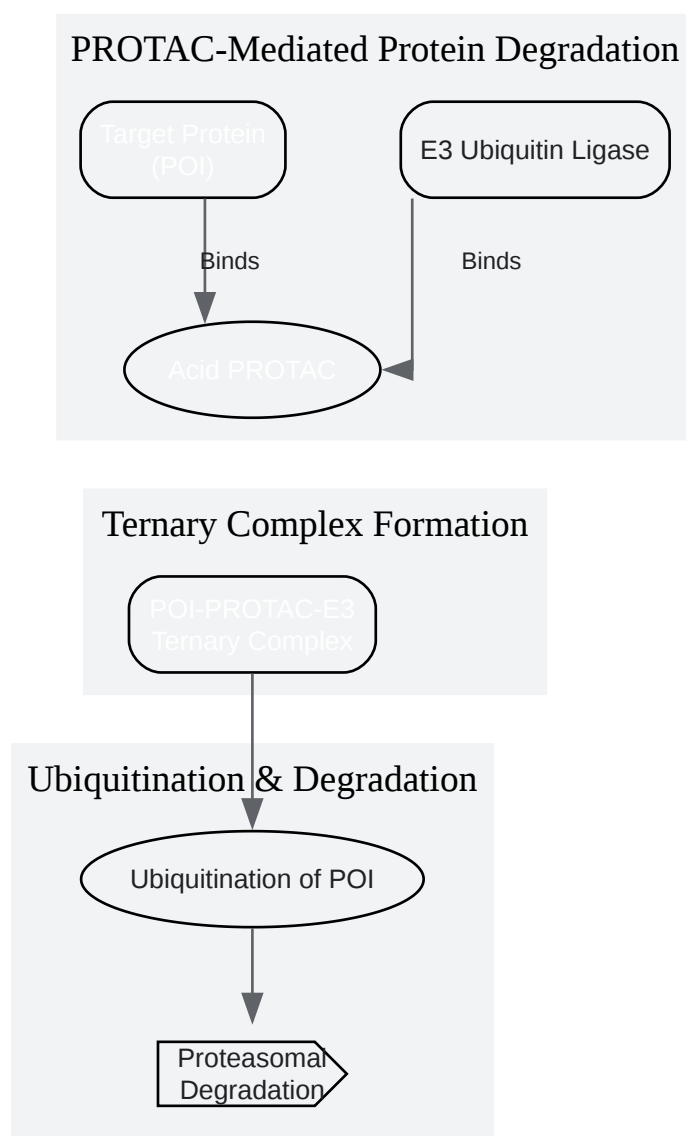 PROTAC-Mediated Protein Degradation
Target Protein
(POI)
E3 Ubiquitin Ligase
Binds
Binds
Acid PROTAC
Ternary Complex Formation
POI-PROTAC-E3
Ternary Complex
Ubiquitination & Degradation
Ubiquitination of POI
Proteasomal
Degradation